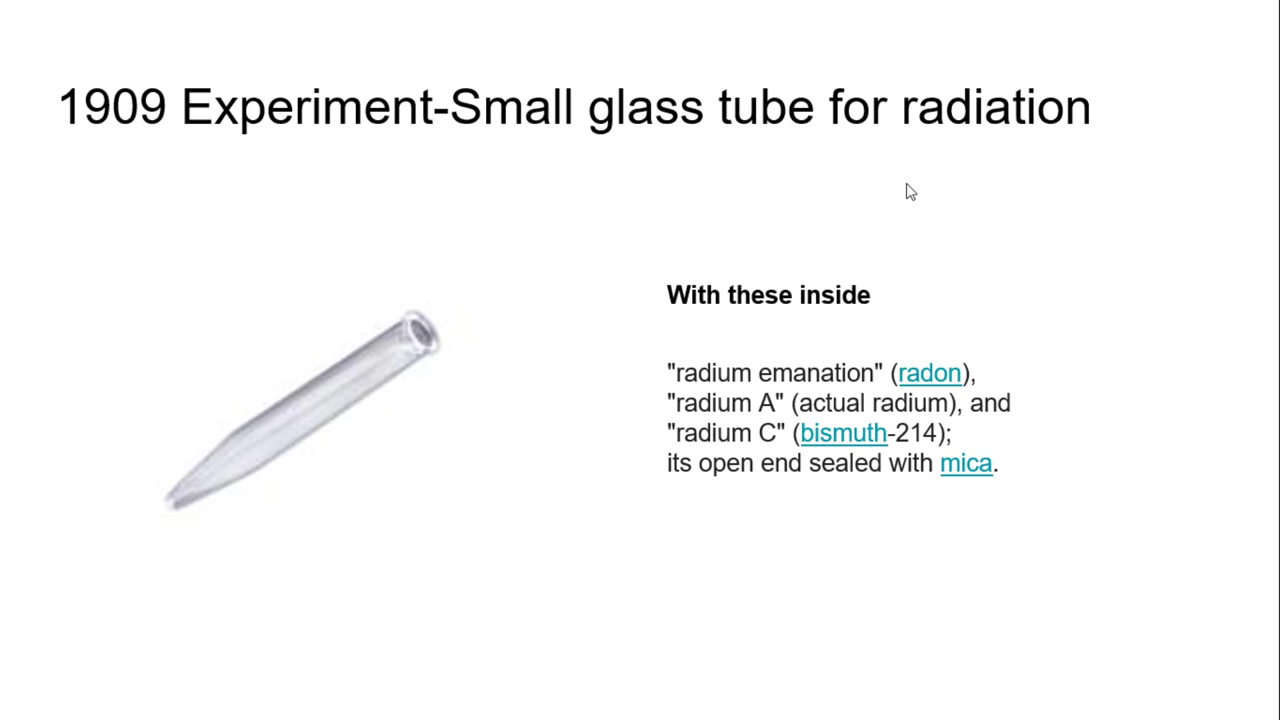 1909 Experiment-Small glass tube for radiation
With these inside
"radium emanation" (radon),
"radium A" (actual radium), and
"radium C" (bismuth-214);
its open end sealed with mica.